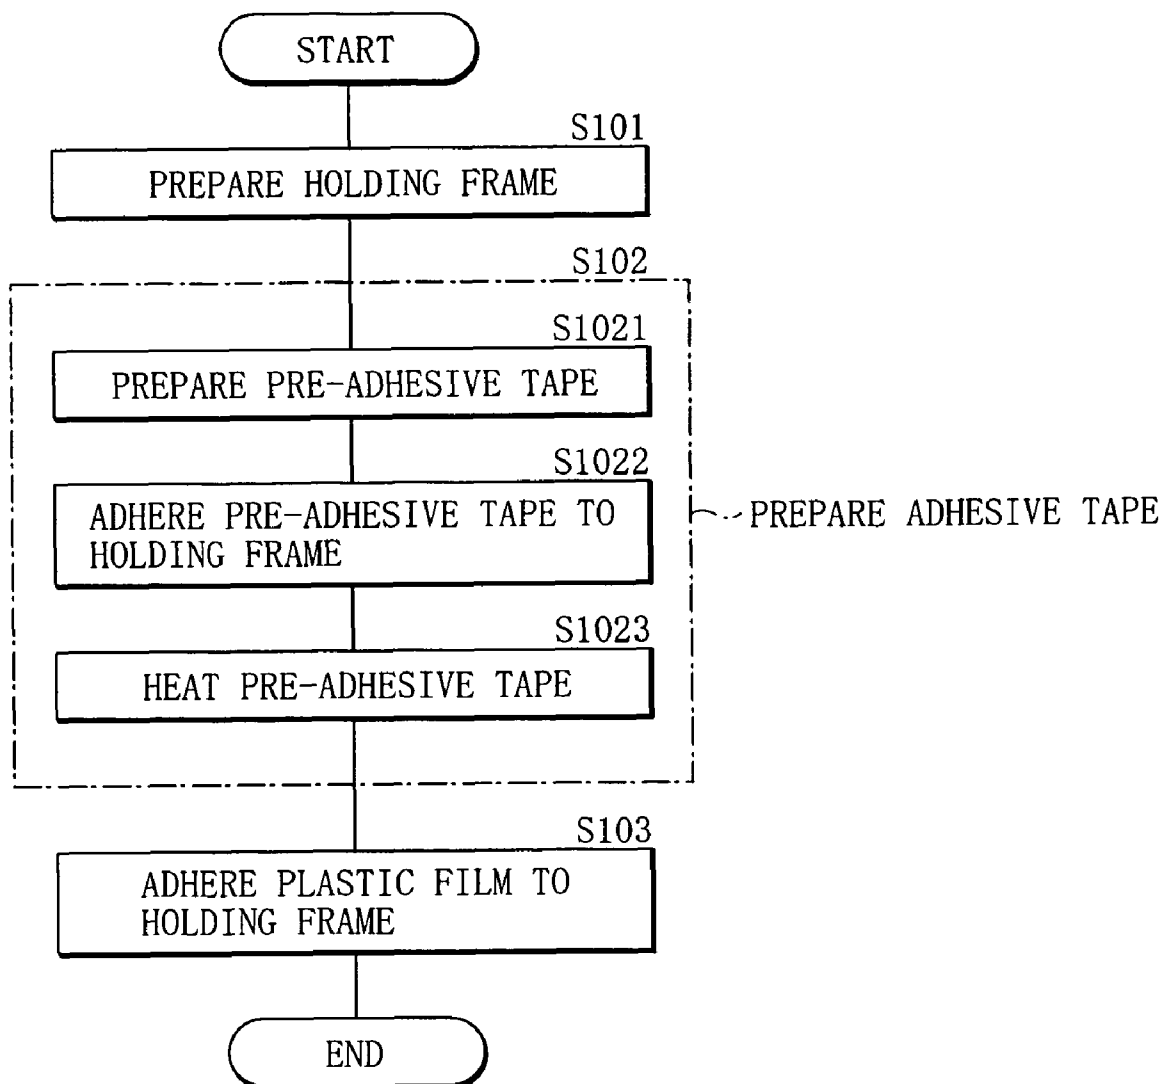 START
S101
PREPARE HOLDING FRAME
S102
S1021
PREPARE PRE-ADHESIVE TAPE
S1022
ADHERE PRE-ADHESIVE TAPE TO
HOLDING FRAME
PREPARE ADHESIVE TAPE
S1023
HEAT PRE-ADHESIVE TAPE
S103
ADHERE PLASTIC FILM TO
HOLDING FRAME
END